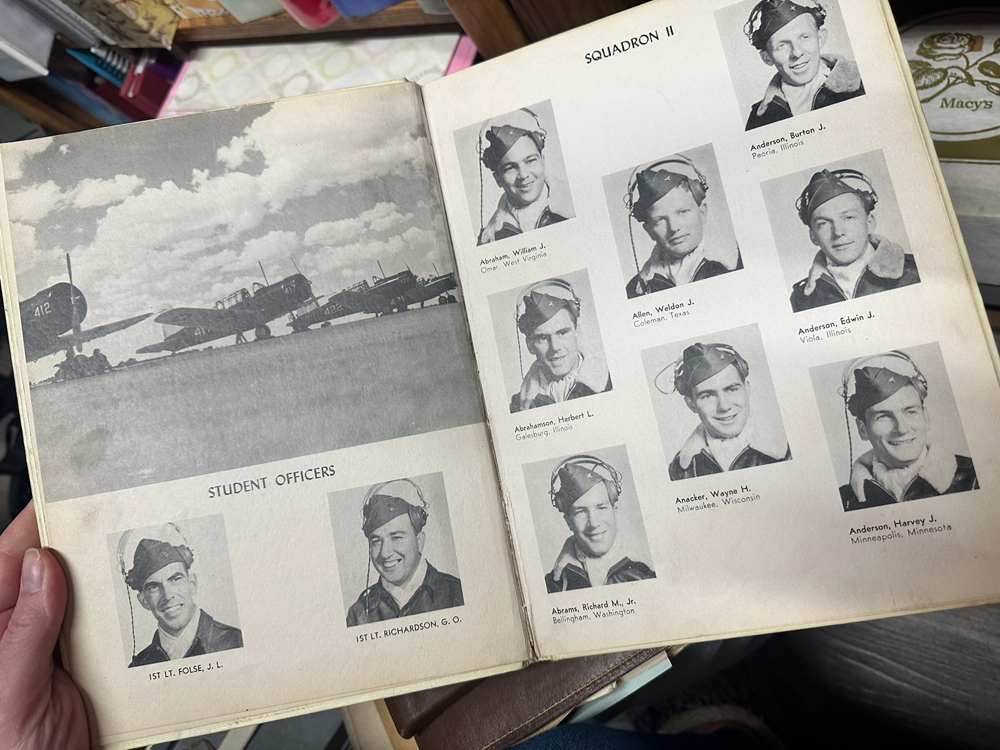 412
STUDENT OFFICERS
1ST LT. FOLSE, J. L.
1ST LT. RICHARDSON, G. O.
SQUADRON II
Abraham, William J.
Omar, West Virginia
Abrahamson, Herbert L.
Galesburg, Illinois
Abrams, Richard M., Jr.
Bellingham, Washington
Allen, Weldon J.
Coleman, Texas
Anacker, Wayne H.
Milwaukee, Wisconsin
Anderson, Burton J.
Peoria, Illinois
Anderson, Edwin J.
Viola, Illinois
Anderson, Harvey J.
Minneapolis, Minnesota
Macy's